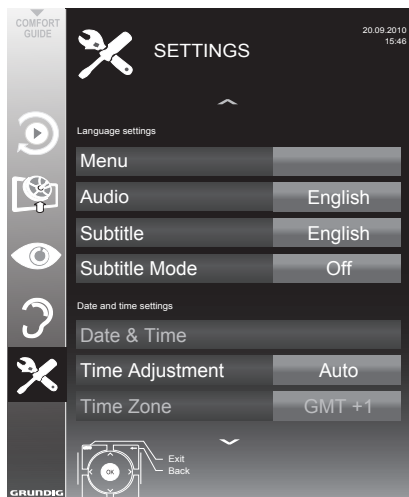 COMFORT
GUIDE
SETTINGS
20.09.2010
15:46
Language settings
Menu
Audio English
Subtitle English
Subtitle Mode Off
Date and time settings
Date & Time
Time Adjustment Auto
Time Zone GMT +1
Exit
Back
OK
GRUNDIG